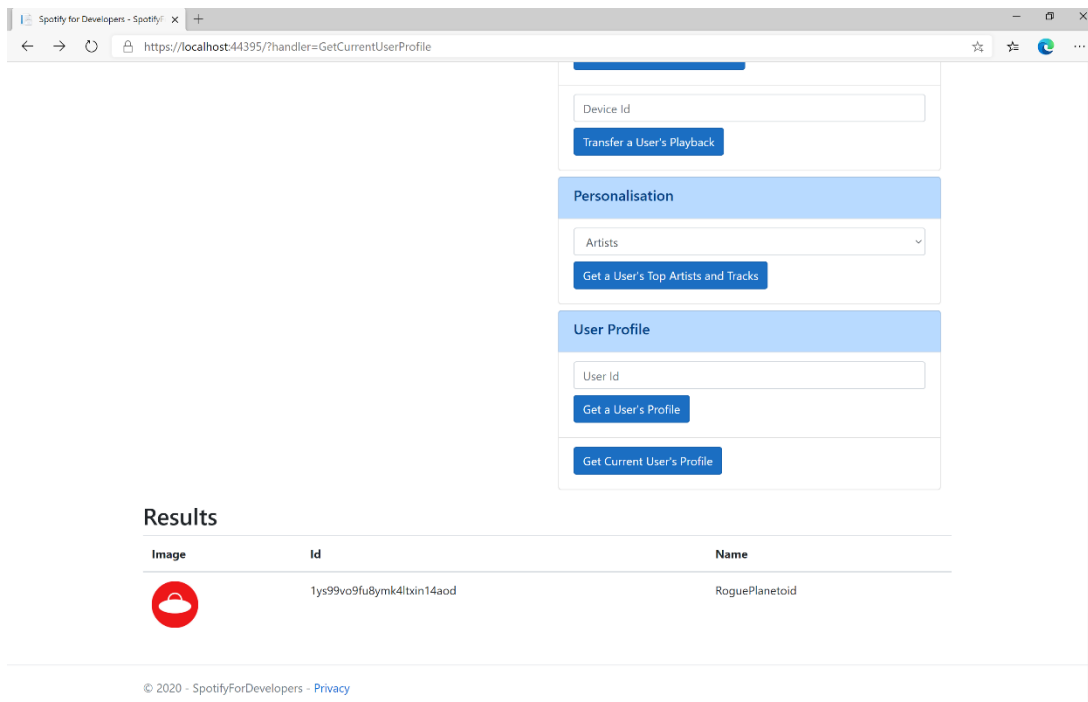 Spotify for Developers - SpotifyF
https://localhost:44395/?handler=GetCurrentUserProfile
Device Id
Transfer a User's Playback
Personalisation
Artists
Get a User's Top Artists and Tracks
User Profile
User Id
Get a User's Profile
Get Current User's Profile
Results
Image Id Name
1ys99vo9fu8ymk4ltxin14aod RoguePlanetoid
© 2020 - SpotifyForDevelopers - Privacy